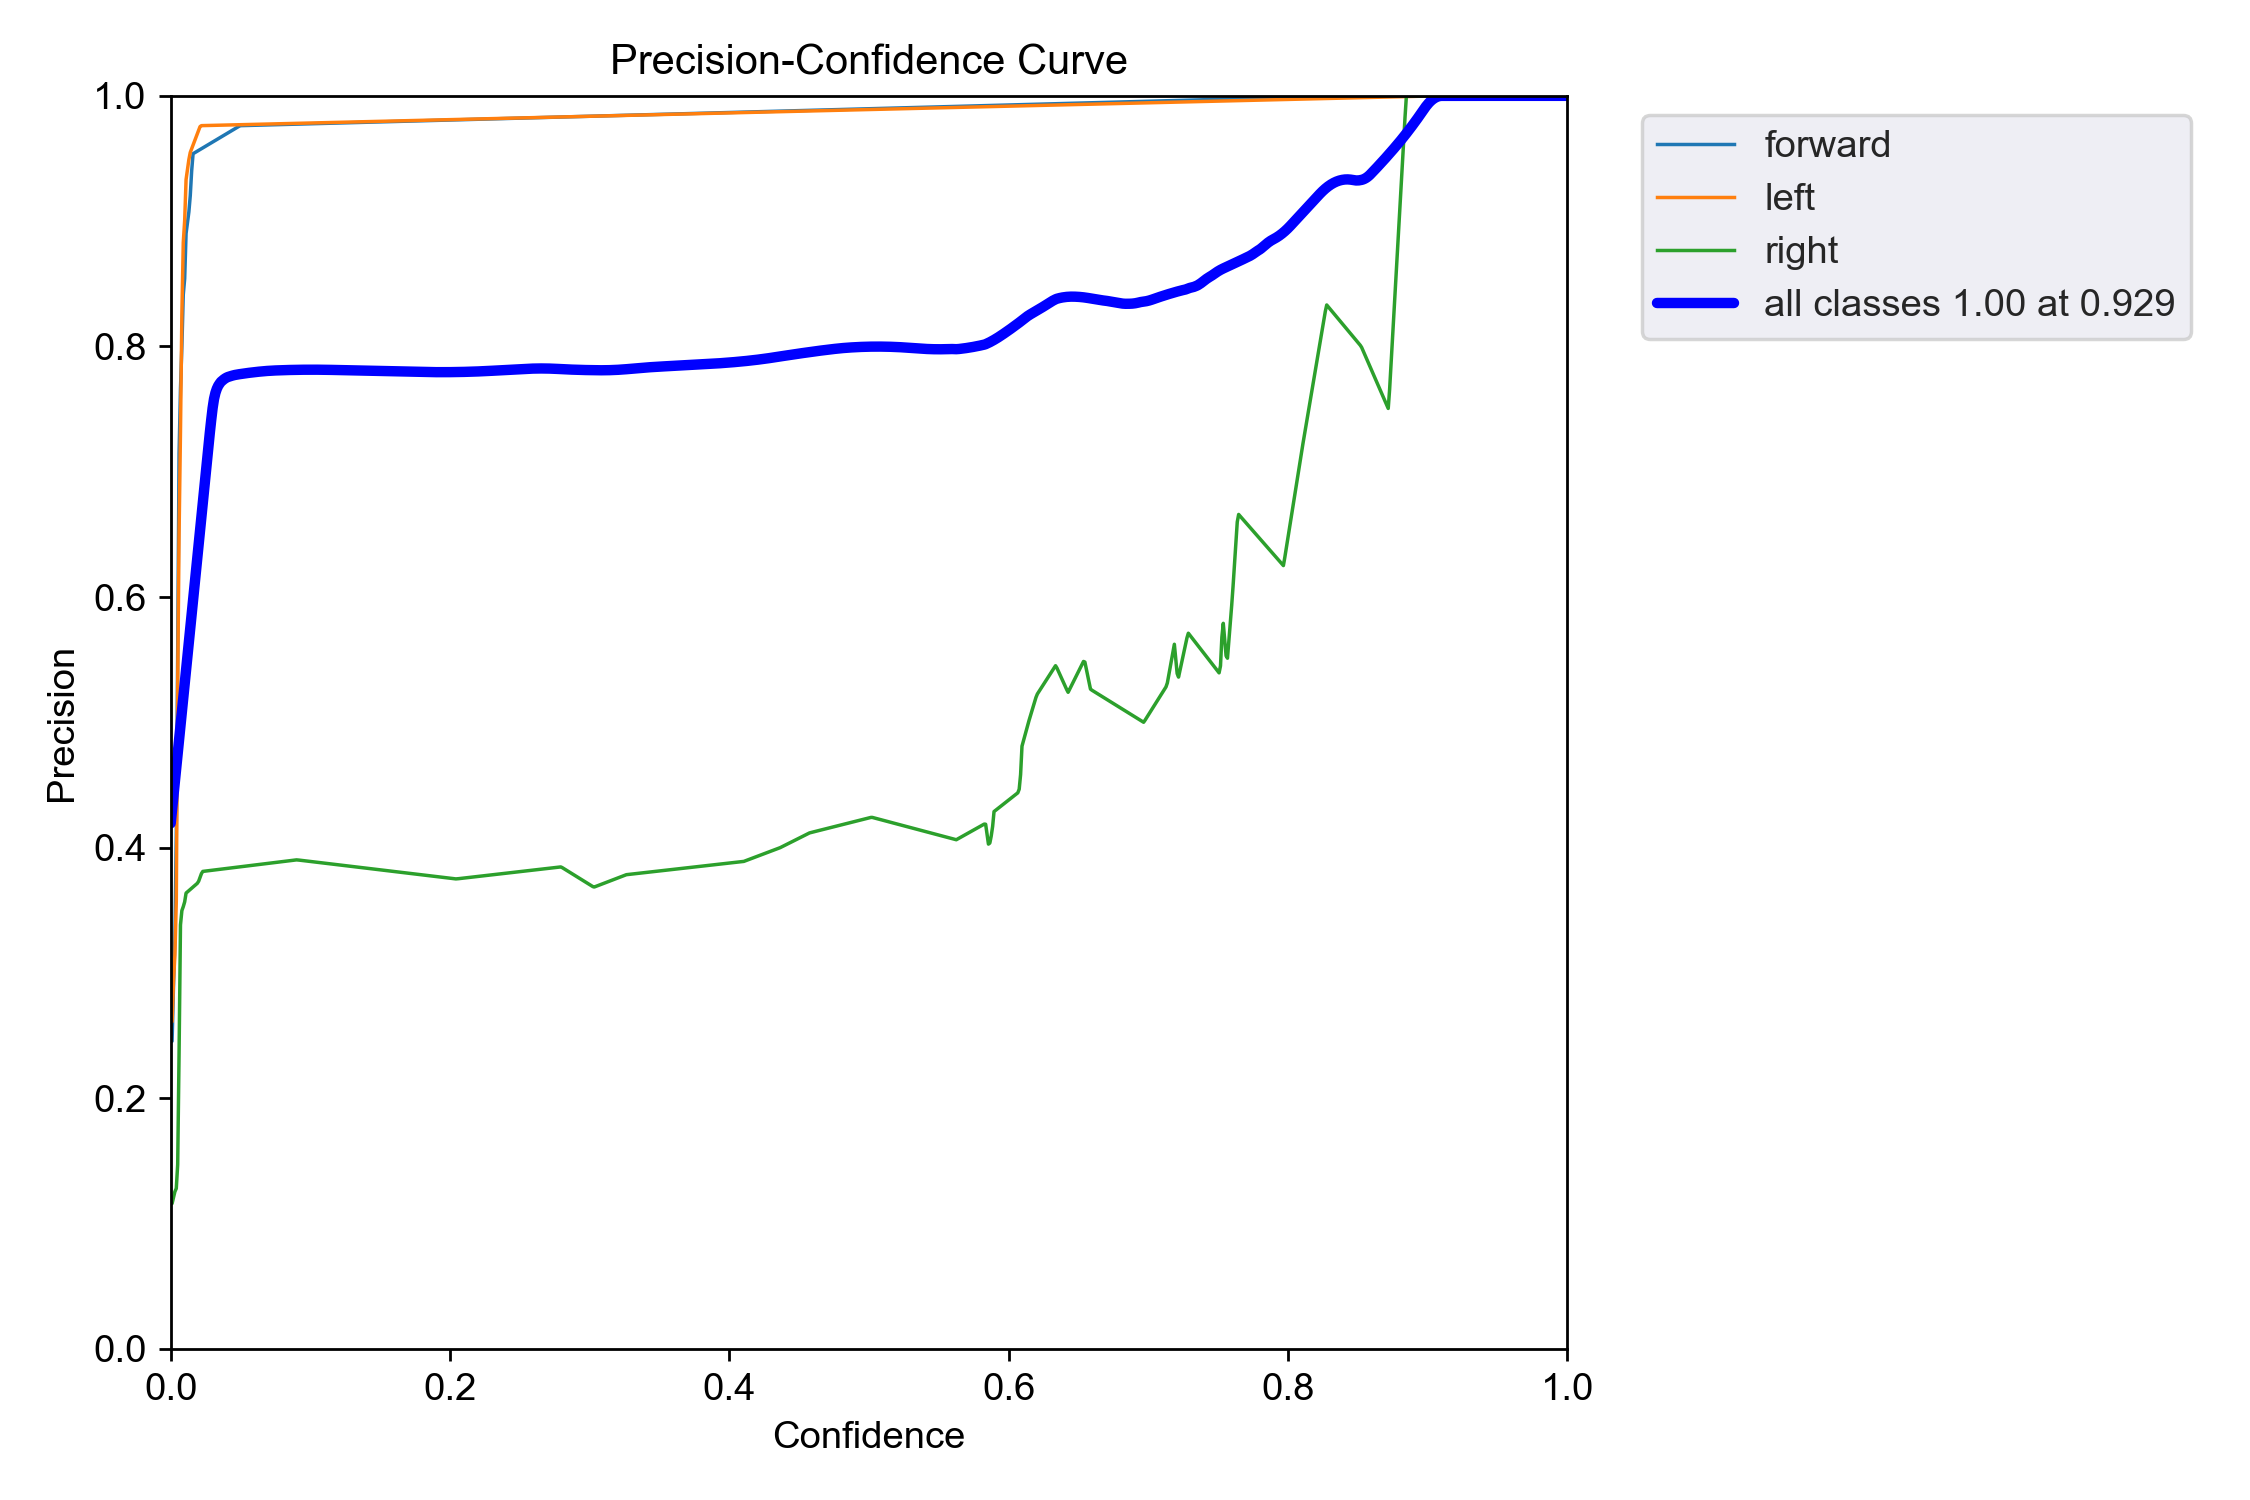 Precision-Confidence Curve
1.0
0.8
0.6
0.4
0.2
0.0
Precision
0.0 0.2 0.4 0.6 0.8 1.0
Confidence
forward
left
right
all classes 1.00 at 0.929